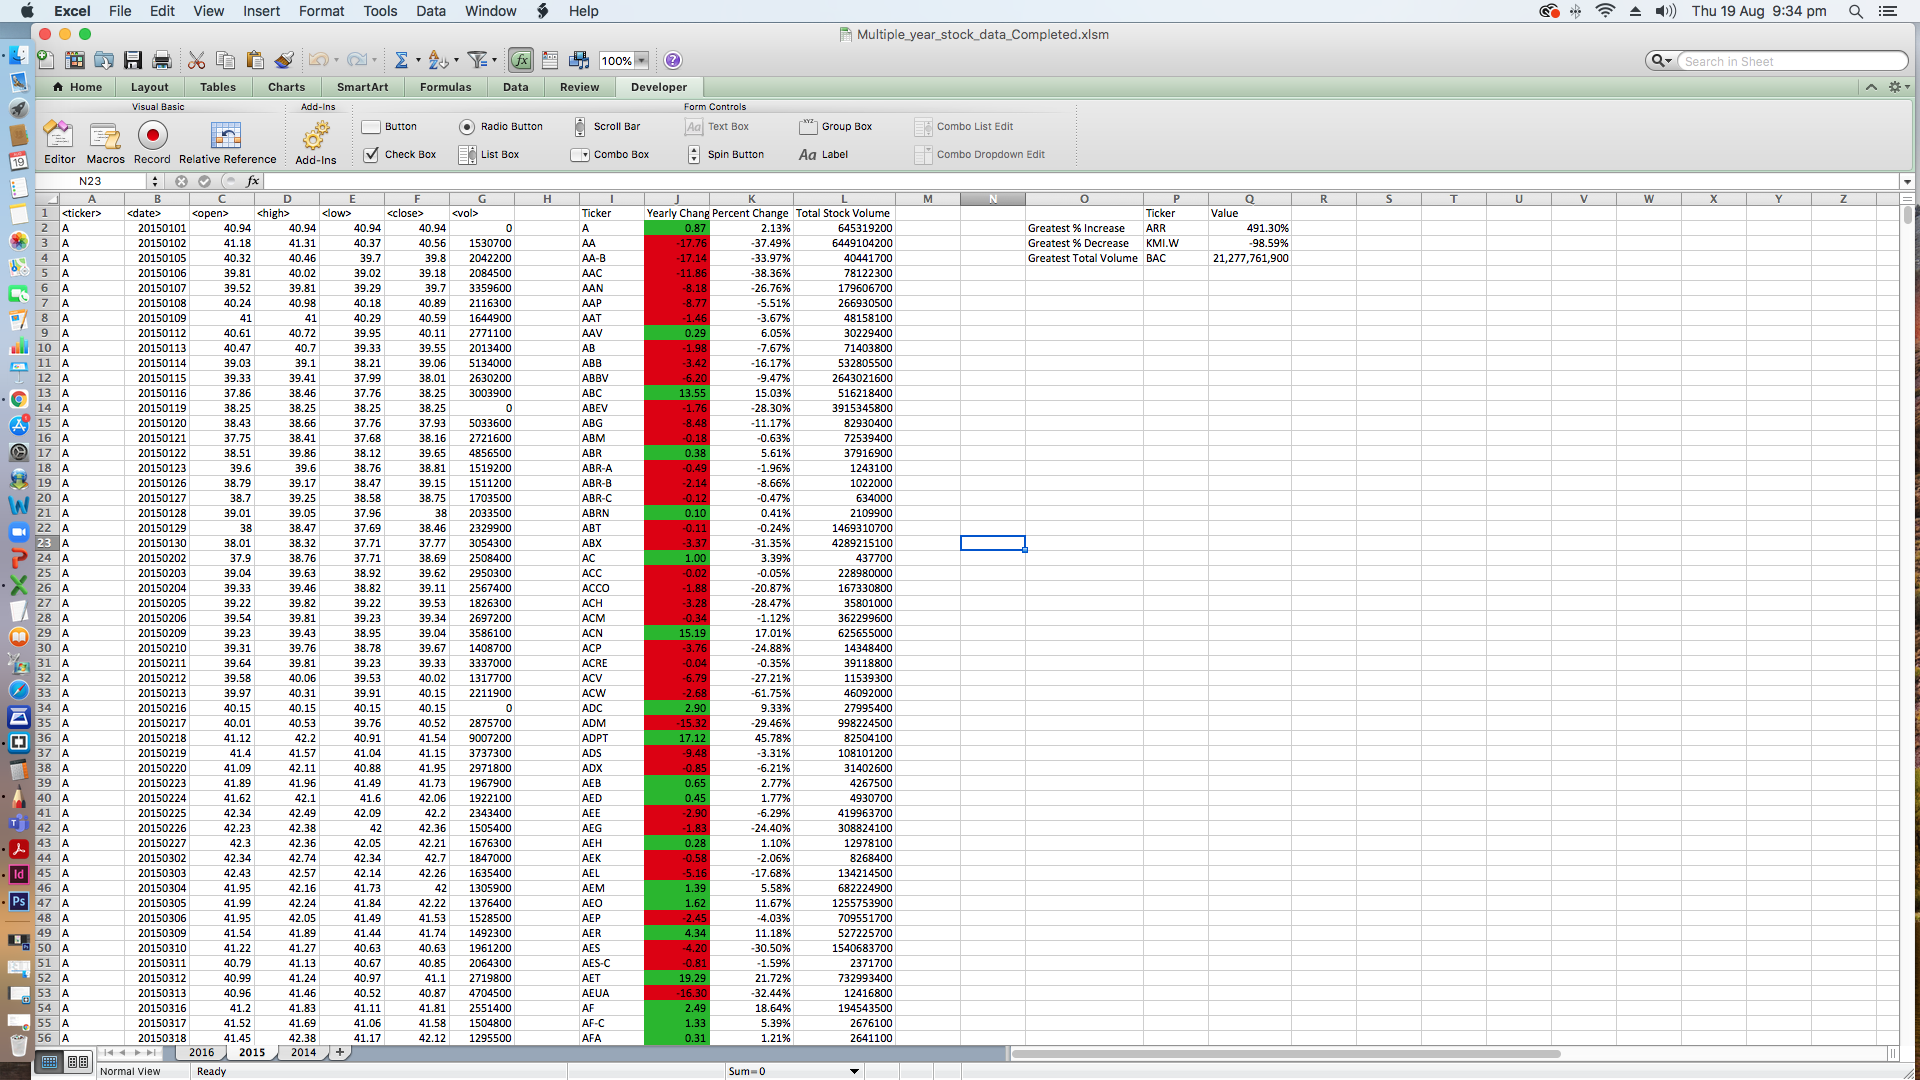 Excel File Edit View Insert Format Tools Data Window Help Thu 19 Aug 9:34 pm
Multiple_year_stock_data_Completed.xlsm
100% Search in Sheet
Home Layout Tables Charts SmartArt Formulas Data Review Developer
Visual Basic Add-Ins Form Controls
Button Radio Button Scroll Bar Text Box Group Box Combo List Edit
Check Box List Box Combo Box Spin Button Label Combo Dropdown Edit
Editor Macros Record Relative Reference Add-Ins
N23 fx
A B C D E F G H I J K L M N O P Q R S T U V W X Y Z
1 <ticker> <date> <open> <high> <low> <close> <vol> Ticker Yearly Chang Percent Change Total Stock Volume Ticker Value
2 A 20150101 40.94 40.94 40.94 40.94 0 A 0.87 2.13% 645319200 Greatest % Increase ARR 491.30%
3 A 20150102 41.18 41.31 40.37 40.56 1530700 AA -17.76 -37.49% 6449104200 Greatest % Decrease KMI.W -98.59%
4 A 20150105 40.32 40.46 39.7 39.8 2042200 AA-B -17.14 -33.97% 40441700 Greatest Total Volume BAC 21,277,761,900
5 A 20150106 39.81 40.02 39.02 39.18 2084500 AAC -11.86 -38.36% 78122300
6 A 20150107 39.52 39.81 39.29 39.7 3359600 AAN -8.18 -26.76% 179606700
7 A 20150108 40.24 40.98 40.18 40.89 2116300 AAP -8.77 -5.51% 266930500
8 A 20150109 41 41 40.29 40.59 1644900 AAT -1.46 -3.67% 48158100
9 A 20150112 40.61 40.72 39.95 40.11 2771100 AAV 0.29 6.05% 30229400
10 A 20150113 40.47 40.7 39.33 39.55 2013400 AB -1.98 -7.67% 71403800
11 A 20150114 39.03 39.1 38.21 39.06 5134000 ABB -3.42 -16.17% 532805500
12 A 20150115 39.33 39.41 37.99 38.01 2630200 ABBV -6.20 -9.47% 2643021600
13 A 20150116 37.86 38.46 37.76 38.25 3003900 ABC 13.55 15.03% 516218400
14 A 20150119 38.25 38.25 38.25 38.25 0 ABEV -1.76 -28.30% 3915345800
15 A 20150120 38.43 38.66 37.76 37.93 5033600 ABG -8.48 -11.17% 82930400
16 A 20150121 37.75 38.41 37.68 38.16 2721600 ABM -0.18 -0.63% 72539400
17 A 20150122 38.51 39.86 38.12 39.65 4856500 ABR 0.38 5.61% 37916900
18 A 20150123 39.6 39.6 38.76 38.81 1519200 ABR-A -0.49 -1.96% 1243100
19 A 20150126 38.79 39.17 38.47 39.15 1511200 ABR-B -2.14 -8.66% 1022000
20 A 20150127 38.7 39.25 38.58 38.75 1703500 ABR-C -0.12 -0.47% 634000
21 A 20150128 39.01 39.05 37.96 38 2033500 ABRN 0.10 0.41% 2109900
22 A 20150129 38 38.47 37.69 38.46 2329900 ABT -0.11 -0.24% 1469310700
23 A 20150130 38.01 38.32 37.71 37.77 3054300 ABX -3.37 -31.35% 4289215100
24 A 20150202 37.9 38.76 37.71 38.69 2508400 AC 1.00 3.39% 437700
25 A 20150203 39.04 39.63 38.92 39.62 2950300 ACC -0.02 -0.05% 228980000
26 A 20150204 39.33 39.46 38.82 39.11 2567400 ACCO -1.88 -20.87% 167330800
27 A 20150205 39.22 39.82 39.22 39.53 1826300 ACH -3.28 -28.47% 35801000
28 A 20150206 39.54 39.81 39.23 39.34 2697200 ACM -0.34 -1.12% 362299600
29 A 20150209 39.23 39.43 38.95 39.04 3586100 ACN 15.19 17.01% 625655000
30 A 20150210 39.31 39.76 38.78 39.67 1408700 ACP -3.76 -24.88% 14348400
31 A 20150211 39.64 39.81 39.23 39.33 3337000 ACRE -0.04 -0.35% 39118800
32 A 20150212 39.58 40.06 39.53 40.02 1317700 ACV -6.79 -27.21% 11539300
33 A 20150213 39.97 40.31 39.91 40.15 2211900 ACW -2.68 -61.75% 46092000
34 A 20150216 40.15 40.15 40.15 40.15 0 ADC 2.90 9.33% 27995400
35 A 20150217 40.01 40.53 39.76 40.52 2875700 ADM -15.32 -29.46% 998224500
36 A 20150218 41.12 42.2 40.91 41.54 9007200 ADPT 17.12 45.78% 82504100
37 A 20150219 41.4 41.57 41.04 41.15 3737300 ADS -9.48 -3.31% 108101200
38 A 20150220 41.09 42.11 40.88 41.95 2971800 ADX -0.85 -6.21% 31402600
39 A 20150223 41.89 41.96 41.49 41.73 1967900 AEB 0.65 2.77% 4267500
40 A 20150224 41.62 42.1 41.6 42.06 1922100 AED 0.45 1.77% 4930700
41 A 20150225 42.34 42.49 42.09 42.2 2343400 AEE -2.90 -6.29% 419963700
42 A 20150226 42.23 42.38 42 42.36 1505400 AEG -1.83 -24.40% 308824100
43 A 20150227 42.3 42.36 42.05 42.21 1676300 AEH 0.28 1.10% 12978100
44 A 20150302 42.34 42.74 42.34 42.7 1847000 AEK -0.58 -2.06% 8268400
45 A 20150303 42.43 42.57 42.14 42.26 1635400 AEL -5.16 -17.68% 134214500
46 A 20150304 41.95 42.16 41.73 42 1305900 AEM 1.39 5.58% 682224900
47 A 20150305 41.99 42.24 41.84 42.22 1376400 AEO 1.62 11.67% 1255753900
48 A 20150306 41.95 42.05 41.49 41.53 1528500 AEP -2.45 -4.03% 709551700
49 A 20150309 41.54 41.89 41.44 41.74 1492300 AER 4.34 11.18% 527225700
50 A 20150310 41.22 41.27 40.63 40.63 1961200 AES -4.20 -30.50% 1540683700
51 A 20150311 40.79 41.13 40.67 40.85 2064300 AES-C -0.81 -1.59% 2371700
52 A 20150312 40.99 41.24 40.97 41.1 2719800 AET 19.29 21.72% 732993400
53 A 20150313 40.96 41.46 40.52 40.87 4704500 AEUA -16.30 -32.44% 12416800
54 A 20150316 41.2 41.83 41.11 41.81 2551400 AF 2.49 18.64% 194543500
55 A 20150317 41.52 41.69 41.06 41.58 1504800 AF-C 1.33 5.39% 2676100
56 A 20150318 41.45 42.38 41.17 42.12 1295500 AFA 0.31 1.21% 2641100
2016 2015 2014 +
Normal View Ready Sum=0